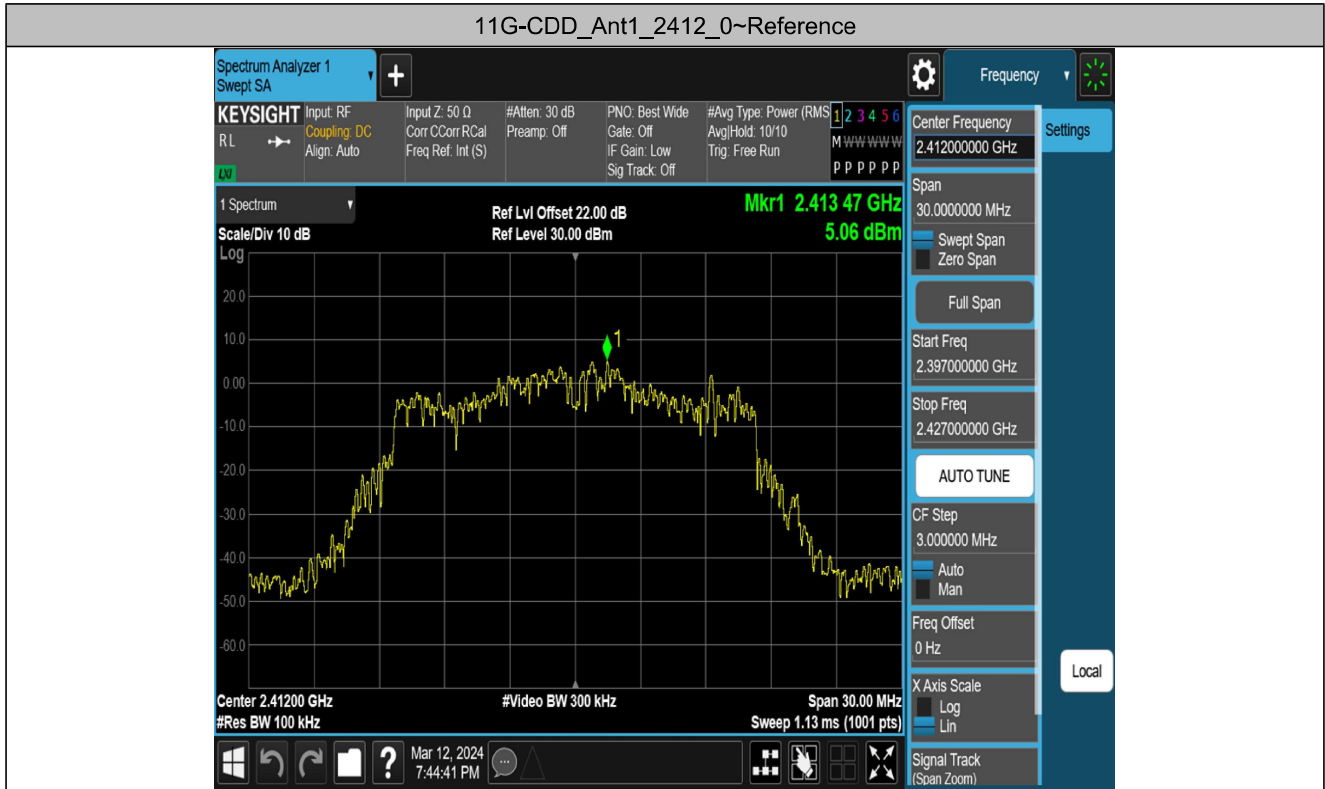 11G-CDD_Ant1_2412_0~Reference
Spectrum Analyzer 1
Swept SA
+
Frequency
KEYSIGHT
R L
LXI
Input: RF
Coupling: DC
Align: Auto
Input Z: 50 Ω
Corr CCorr RCal
Freq Ref: Int (S)
#Atten: 30 dB
Preamp: Off
PNO: Best Wide
Gate: Off
IF Gain: Low
Sig Track: Off
#Avg Type: Power (RMS
Avg|Hold: 10/10
Trig: Free Run
1 2 3 4 5 6
M W W W W W
P P P P P P
1 Spectrum
Scale/Div 10 dB
Log
Ref Lvl Offset 22.00 dB
Ref Level 30.00 dBm
Mkr1 2.413 47 GHz
5.06 dBm
1
20.0
10.0
0.00
-10.0
-20.0
-30.0
-40.0
-50.0
-60.0
Center 2.41200 GHz
#Res BW 100 kHz
#Video BW 300 kHz
Span 30.00 MHz
Sweep 1.13 ms (1001 pts)
Center Frequency
2.412000000 GHz
Settings
Span
30.0000000 MHz
Swept Span
Zero Span
Full Span
Start Freq
2.397000000 GHz
Stop Freq
2.427000000 GHz
AUTO TUNE
CF Step
3.000000 MHz
Auto
Man
Freq Offset
0 Hz
X Axis Scale
Log
Lin
Local
Signal Track
(Span Zoom)
?
Mar 12, 2024
7:44:41 PM